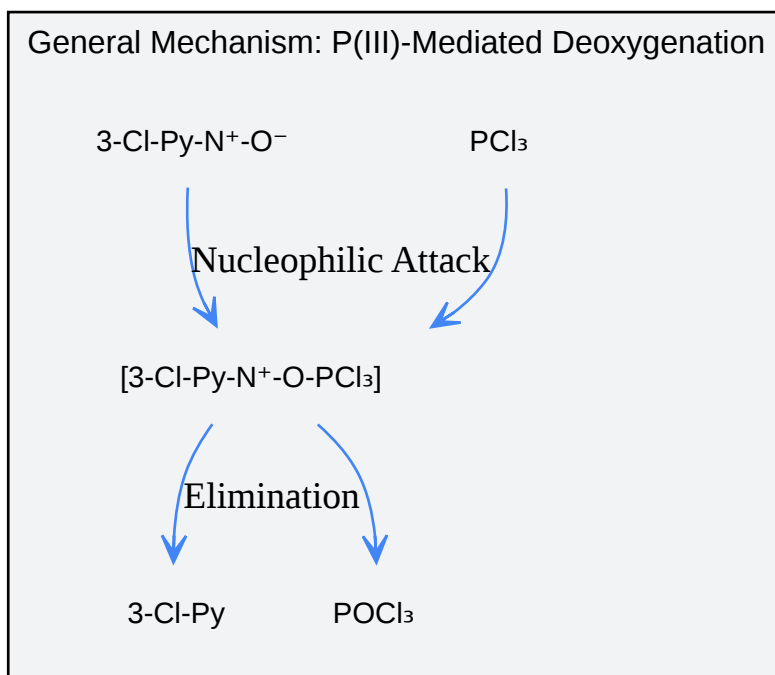 General Mechanism: P(III)-Mediated Deoxygenation
3-Cl-Py-N⁺-O⁻ PCl₃
Nucleophilic Attack
[3-Cl-Py-N⁺-O-PCl₃]
Elimination
3-Cl-Py POCl₃